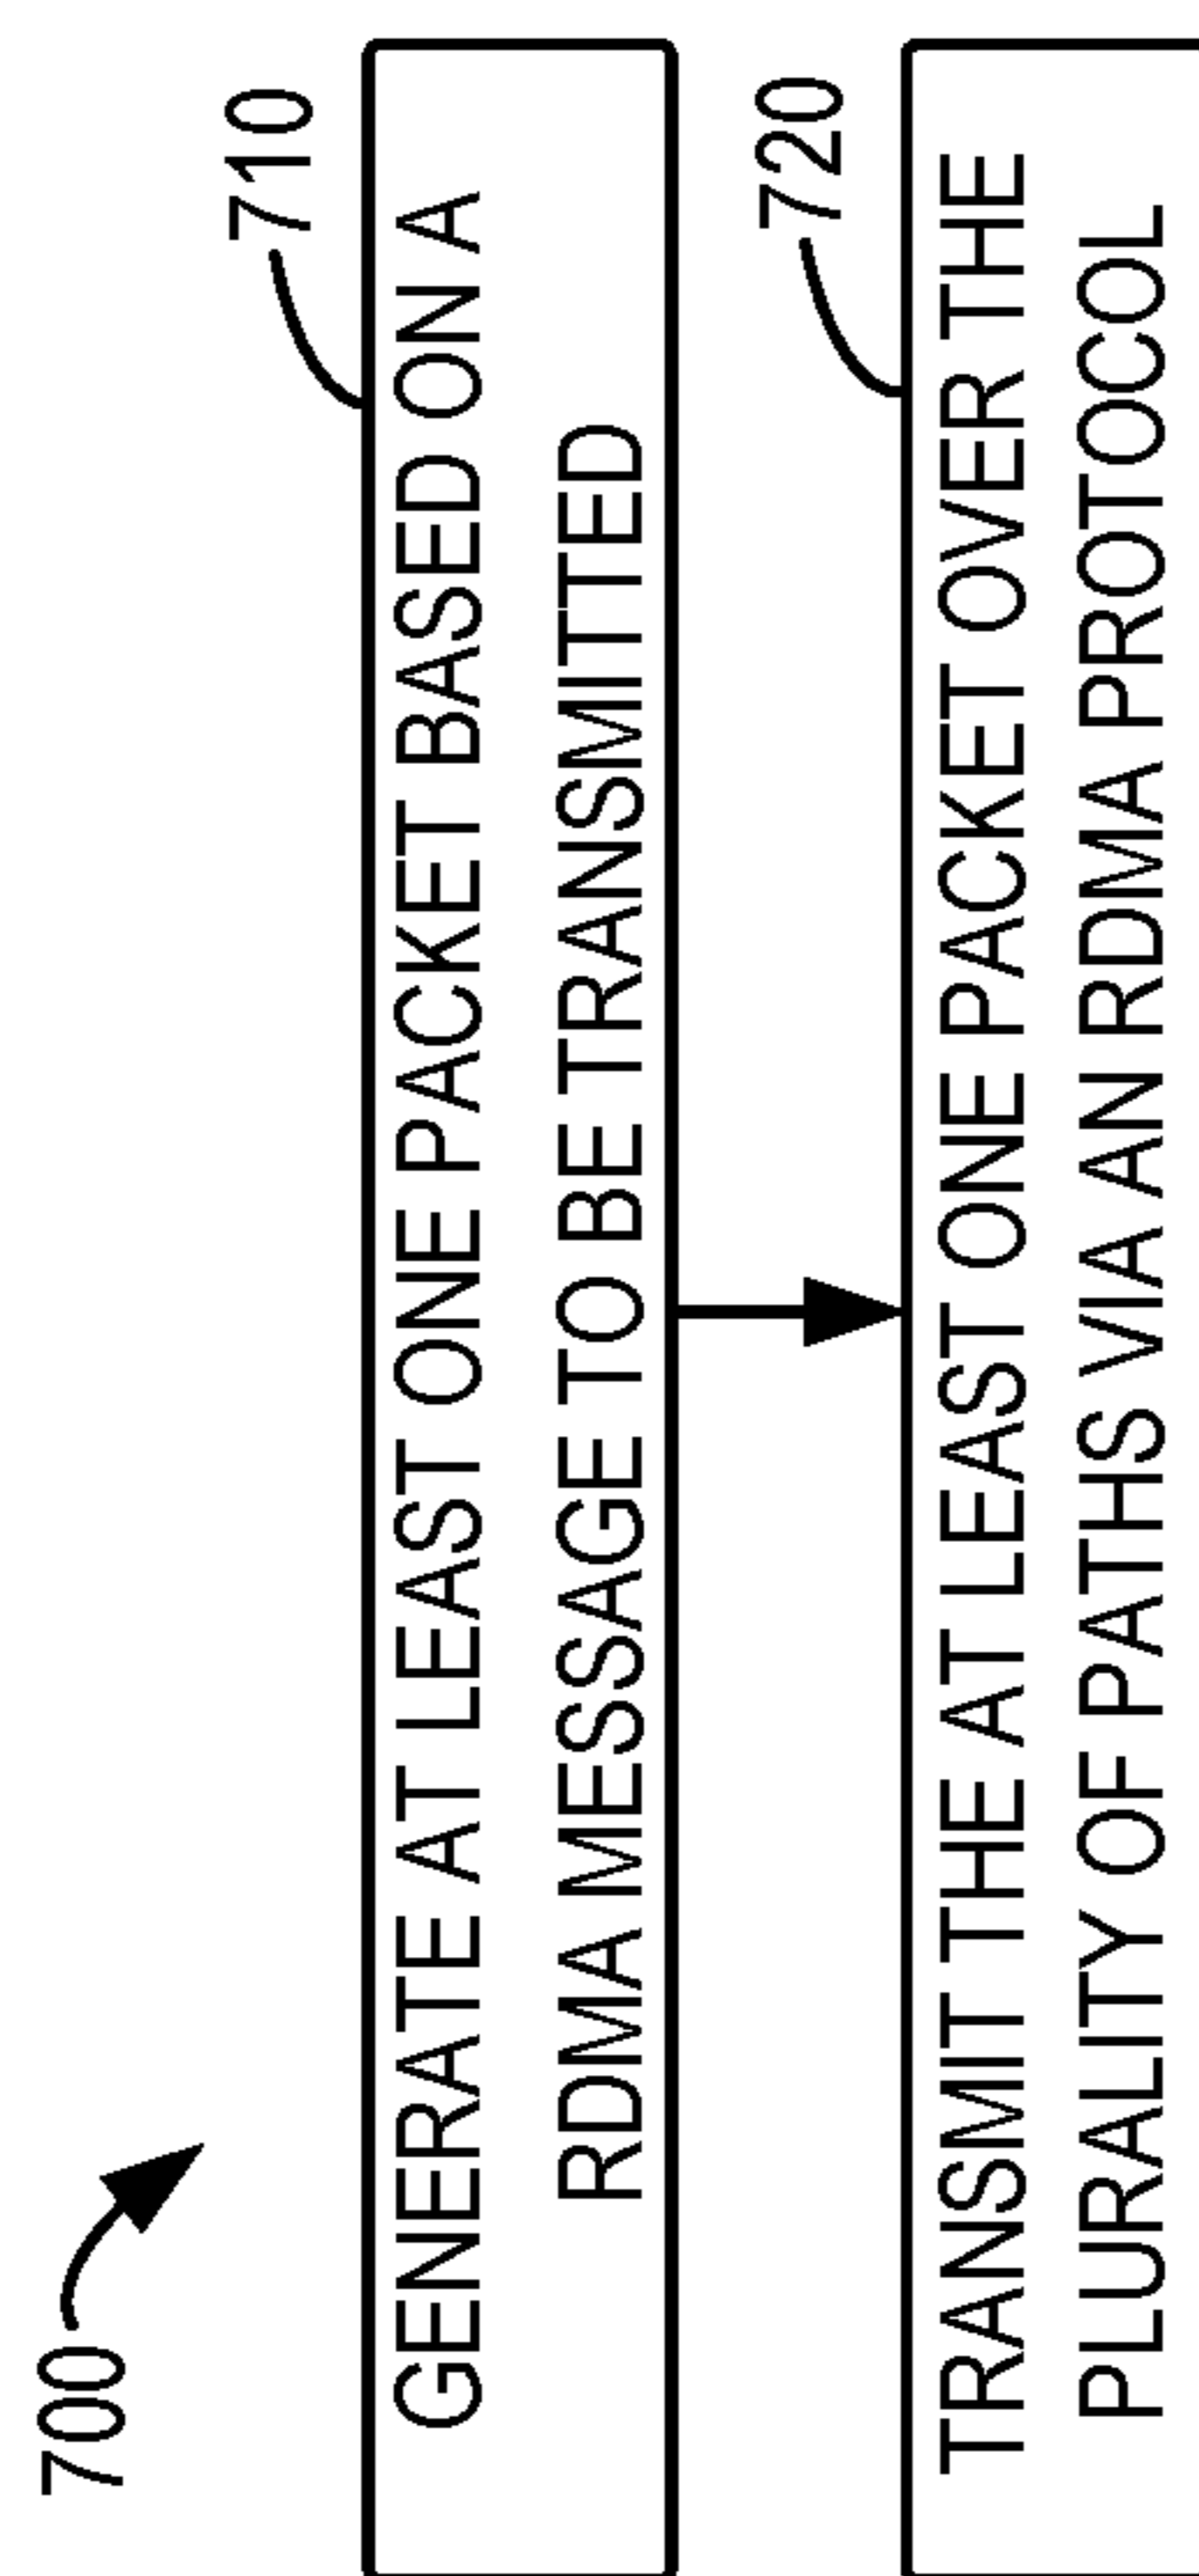 700
710
GENERATE AT LEAST ONE PACKET BASED ON A
RDMA MESSAGE TO BE TRANSMITTED
720
TRANSMIT THE AT LEAST ONE PACKET OVER THE
PLURALITY OF PATHS VIA AN RDMA PROTOCOL